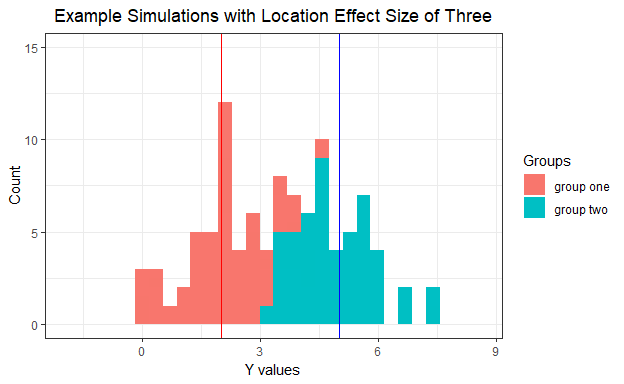 Example Simulations with Location Effect Size of Three
15
10
5
0
Count
0 3 6 9
Y values
Groups
group one
group two